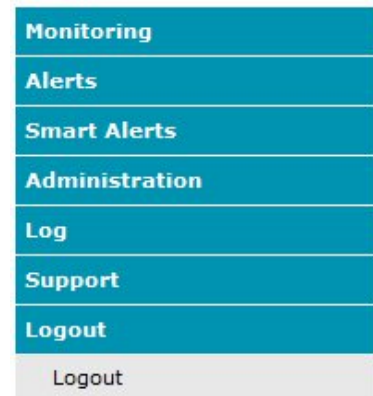 Monitoring
Alerts
Smart Alerts
Administration
Log
Support
Logout
Logout